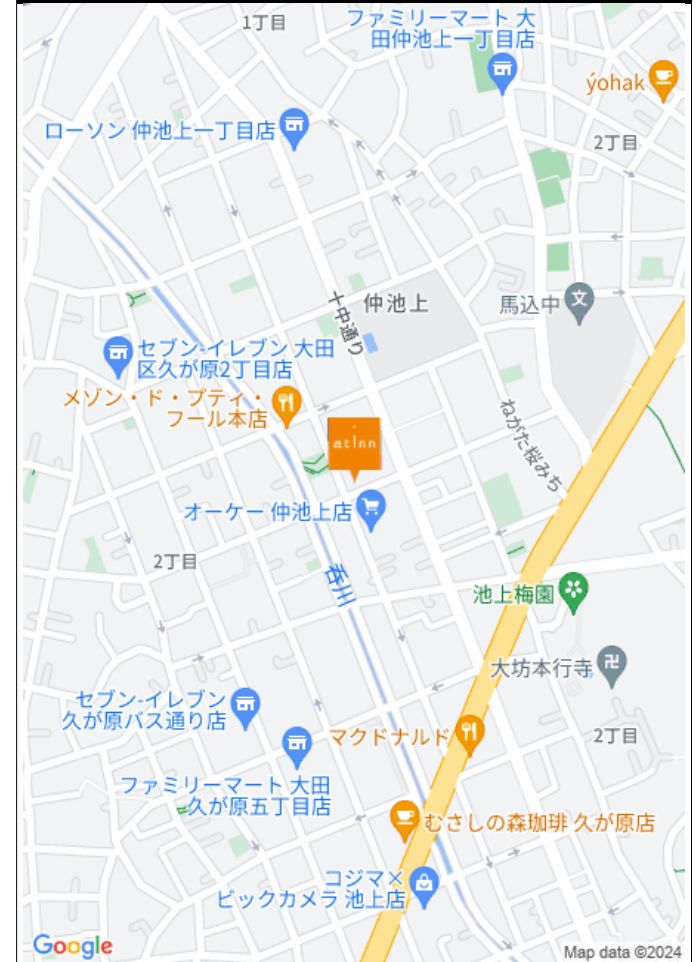 1丁目
ファミリーマート 大
田仲池上一丁目店
ýohak
ローソン 仲池上一丁目店
2丁目
仲池上
馬込中
十中通り
セブン-イレブン 大田
区久が原2丁目店
メゾン・ド・プティ・
フール本店
atinn
ねがた桜みち
オーケー 仲池上店
2丁目
呑川
池上梅園
大坊本行寺
セブン-イレブン
久が原バス通り店
マクドナルド
2丁目
ファミリーマート 大田
久が原五丁目店
むさしの森珈琲 久が原店
コジマ×
ビックカメラ 池上店
Google
Map data ©2024